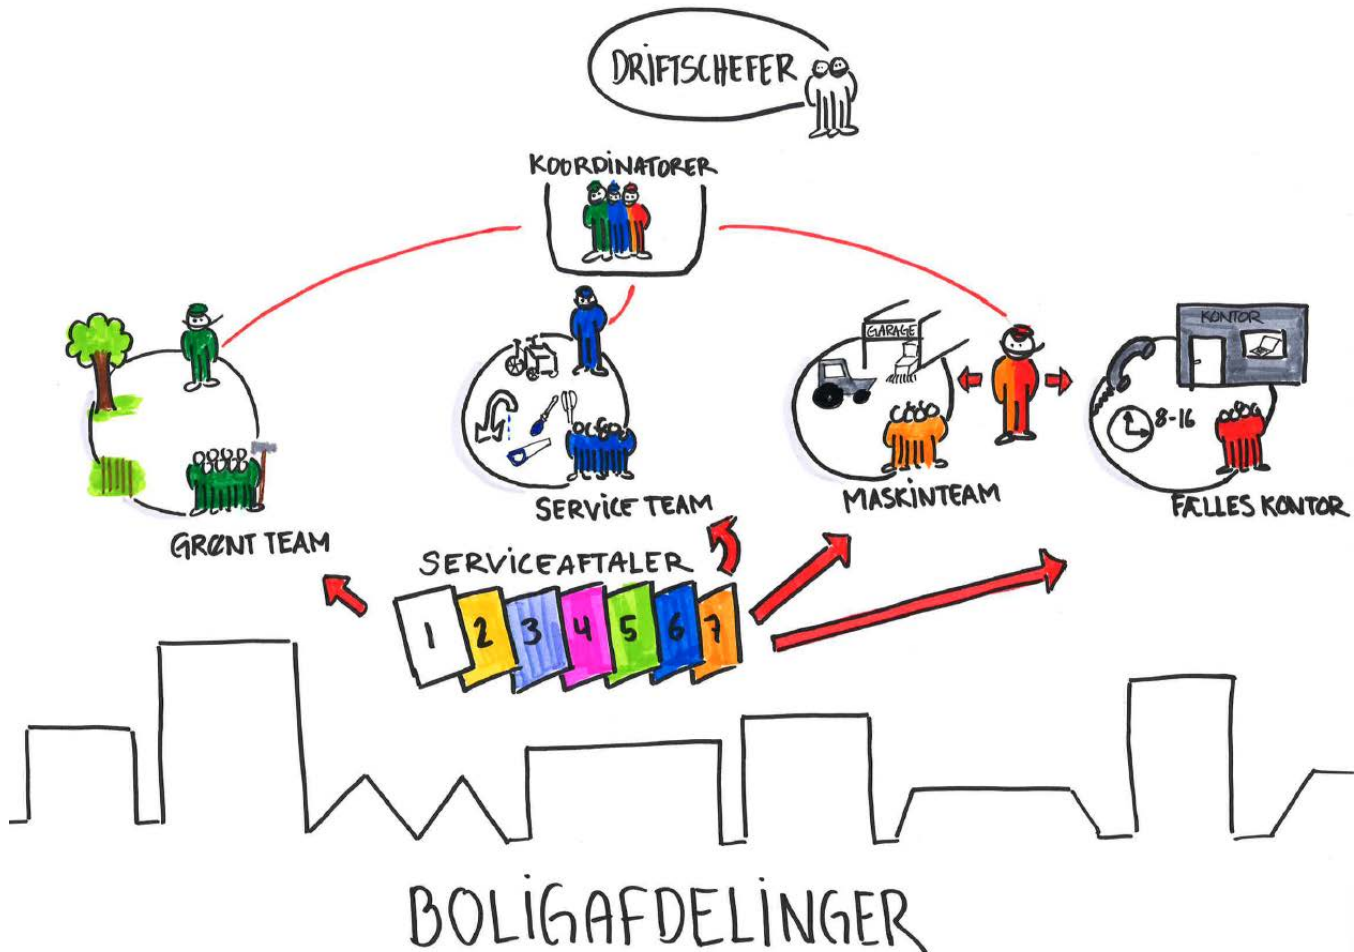 DRIFTSCHEFER
KOORDINATORER
GARAGE
KONTOR
8-16
GRØNT TEAM
SERVICE TEAM
MASKINTEAM
FÆLLES KONTOR
SERVICEAFTALER
1 2 3 4 5 6 7
BOLIGAFDELINGER